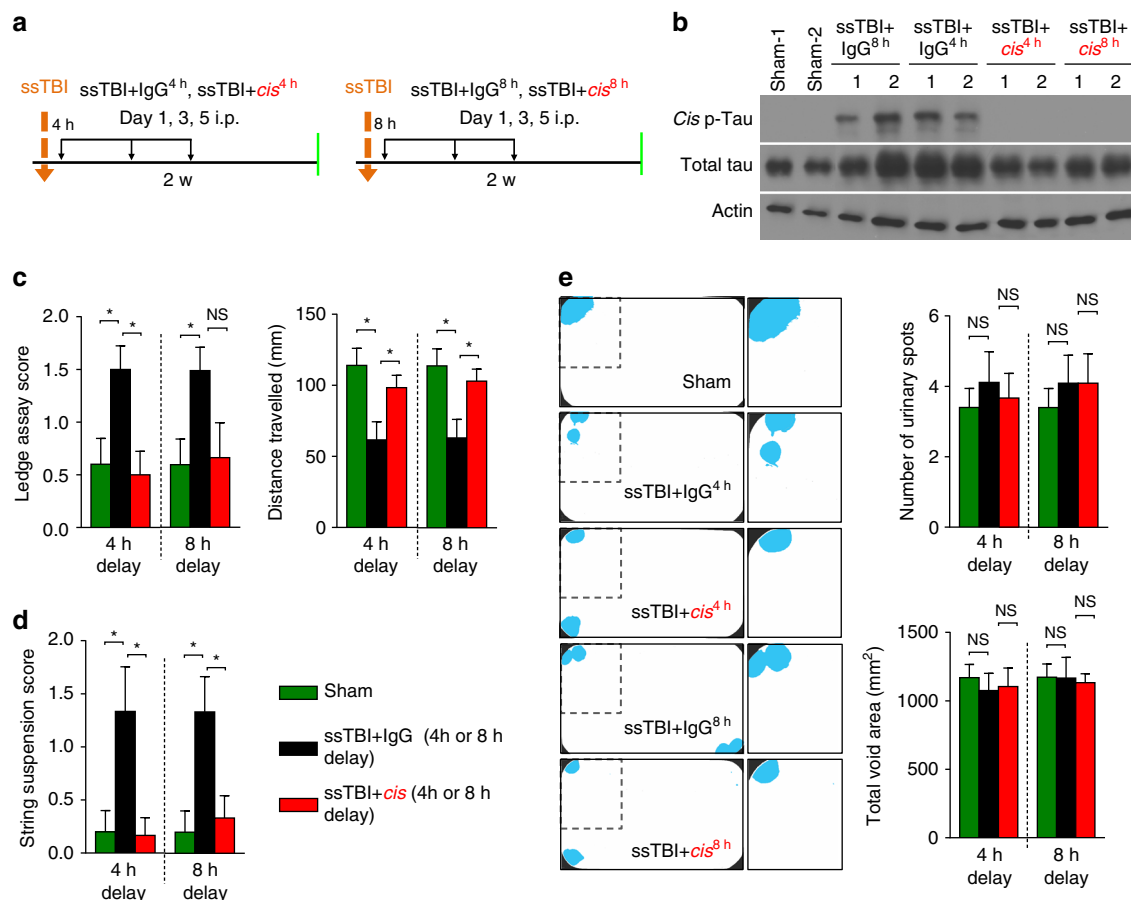 a
ssTBI ssTBI+IgG4 h, ssTBI+cis4 h
4 h Day 1, 3, 5 i.p.
2 w
ssTBI ssTBI+IgG8 h, ssTBI+cis8 h
8 h Day 1, 3, 5 i.p.
2 w
b
Sham-1
Sham-2
ssTBI+
IgG8 h
ssTBI+
IgG4 h
ssTBI+
cis4 h
ssTBI+
cis8 h
1 2 1 2 1 2 1 2
Cis p-Tau
Total tau
Actin
c
Ledge assay score
2.0
1.5
1.0
0.5
0.0
* * * NS
4 h
delay
8 h
delay
Distance travelled (mm)
150
100
50
0
* * * *
4 h
delay
8 h
delay
d
String suspension score
2.0
1.5
1.0
0.5
0.0
* * * *
4 h
delay
8 h
delay
Sham
ssTBI+IgG (4h or 8 h
delay)
ssTBI+cis (4h or 8 h
delay)
e
Sham
ssTBI+IgG4 h
ssTBI+cis4 h
ssTBI+IgG8 h
ssTBI+cis8 h
Number of urinary spots
6
4
2
0
NS NS NS NS
4 h
delay
8 h
delay
Total void area (mm2)
1500
1000
500
0
NS NS NS NS
4 h
delay
8 h
delay